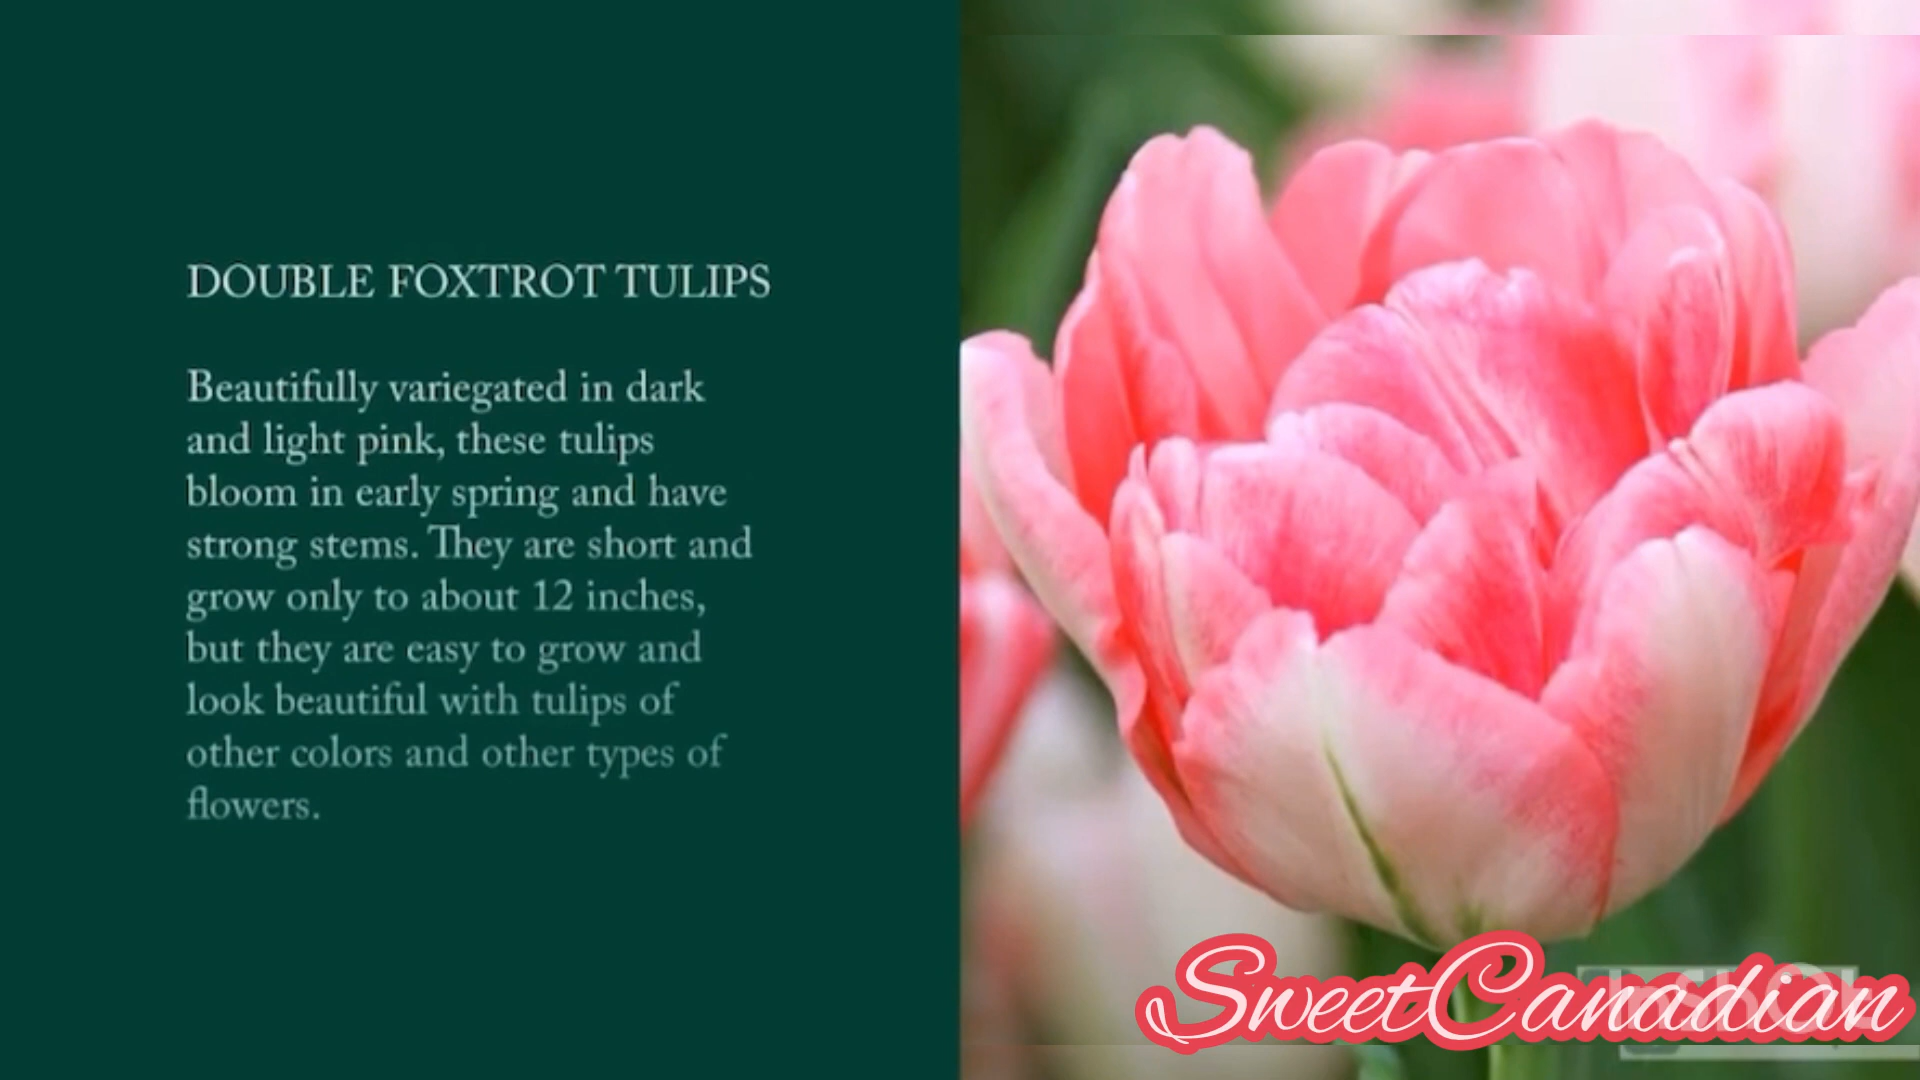 DOUBLE FOXTROT TULIPS
Beautifully variegated in dark
and light pink, these tulips
bloom in early spring and have
strong stems. They are short and
grow only to about 12 inches,
but they are easy to grow and
look beautiful with tulips of
other colors and other types of
flowers.
SweetCanadian